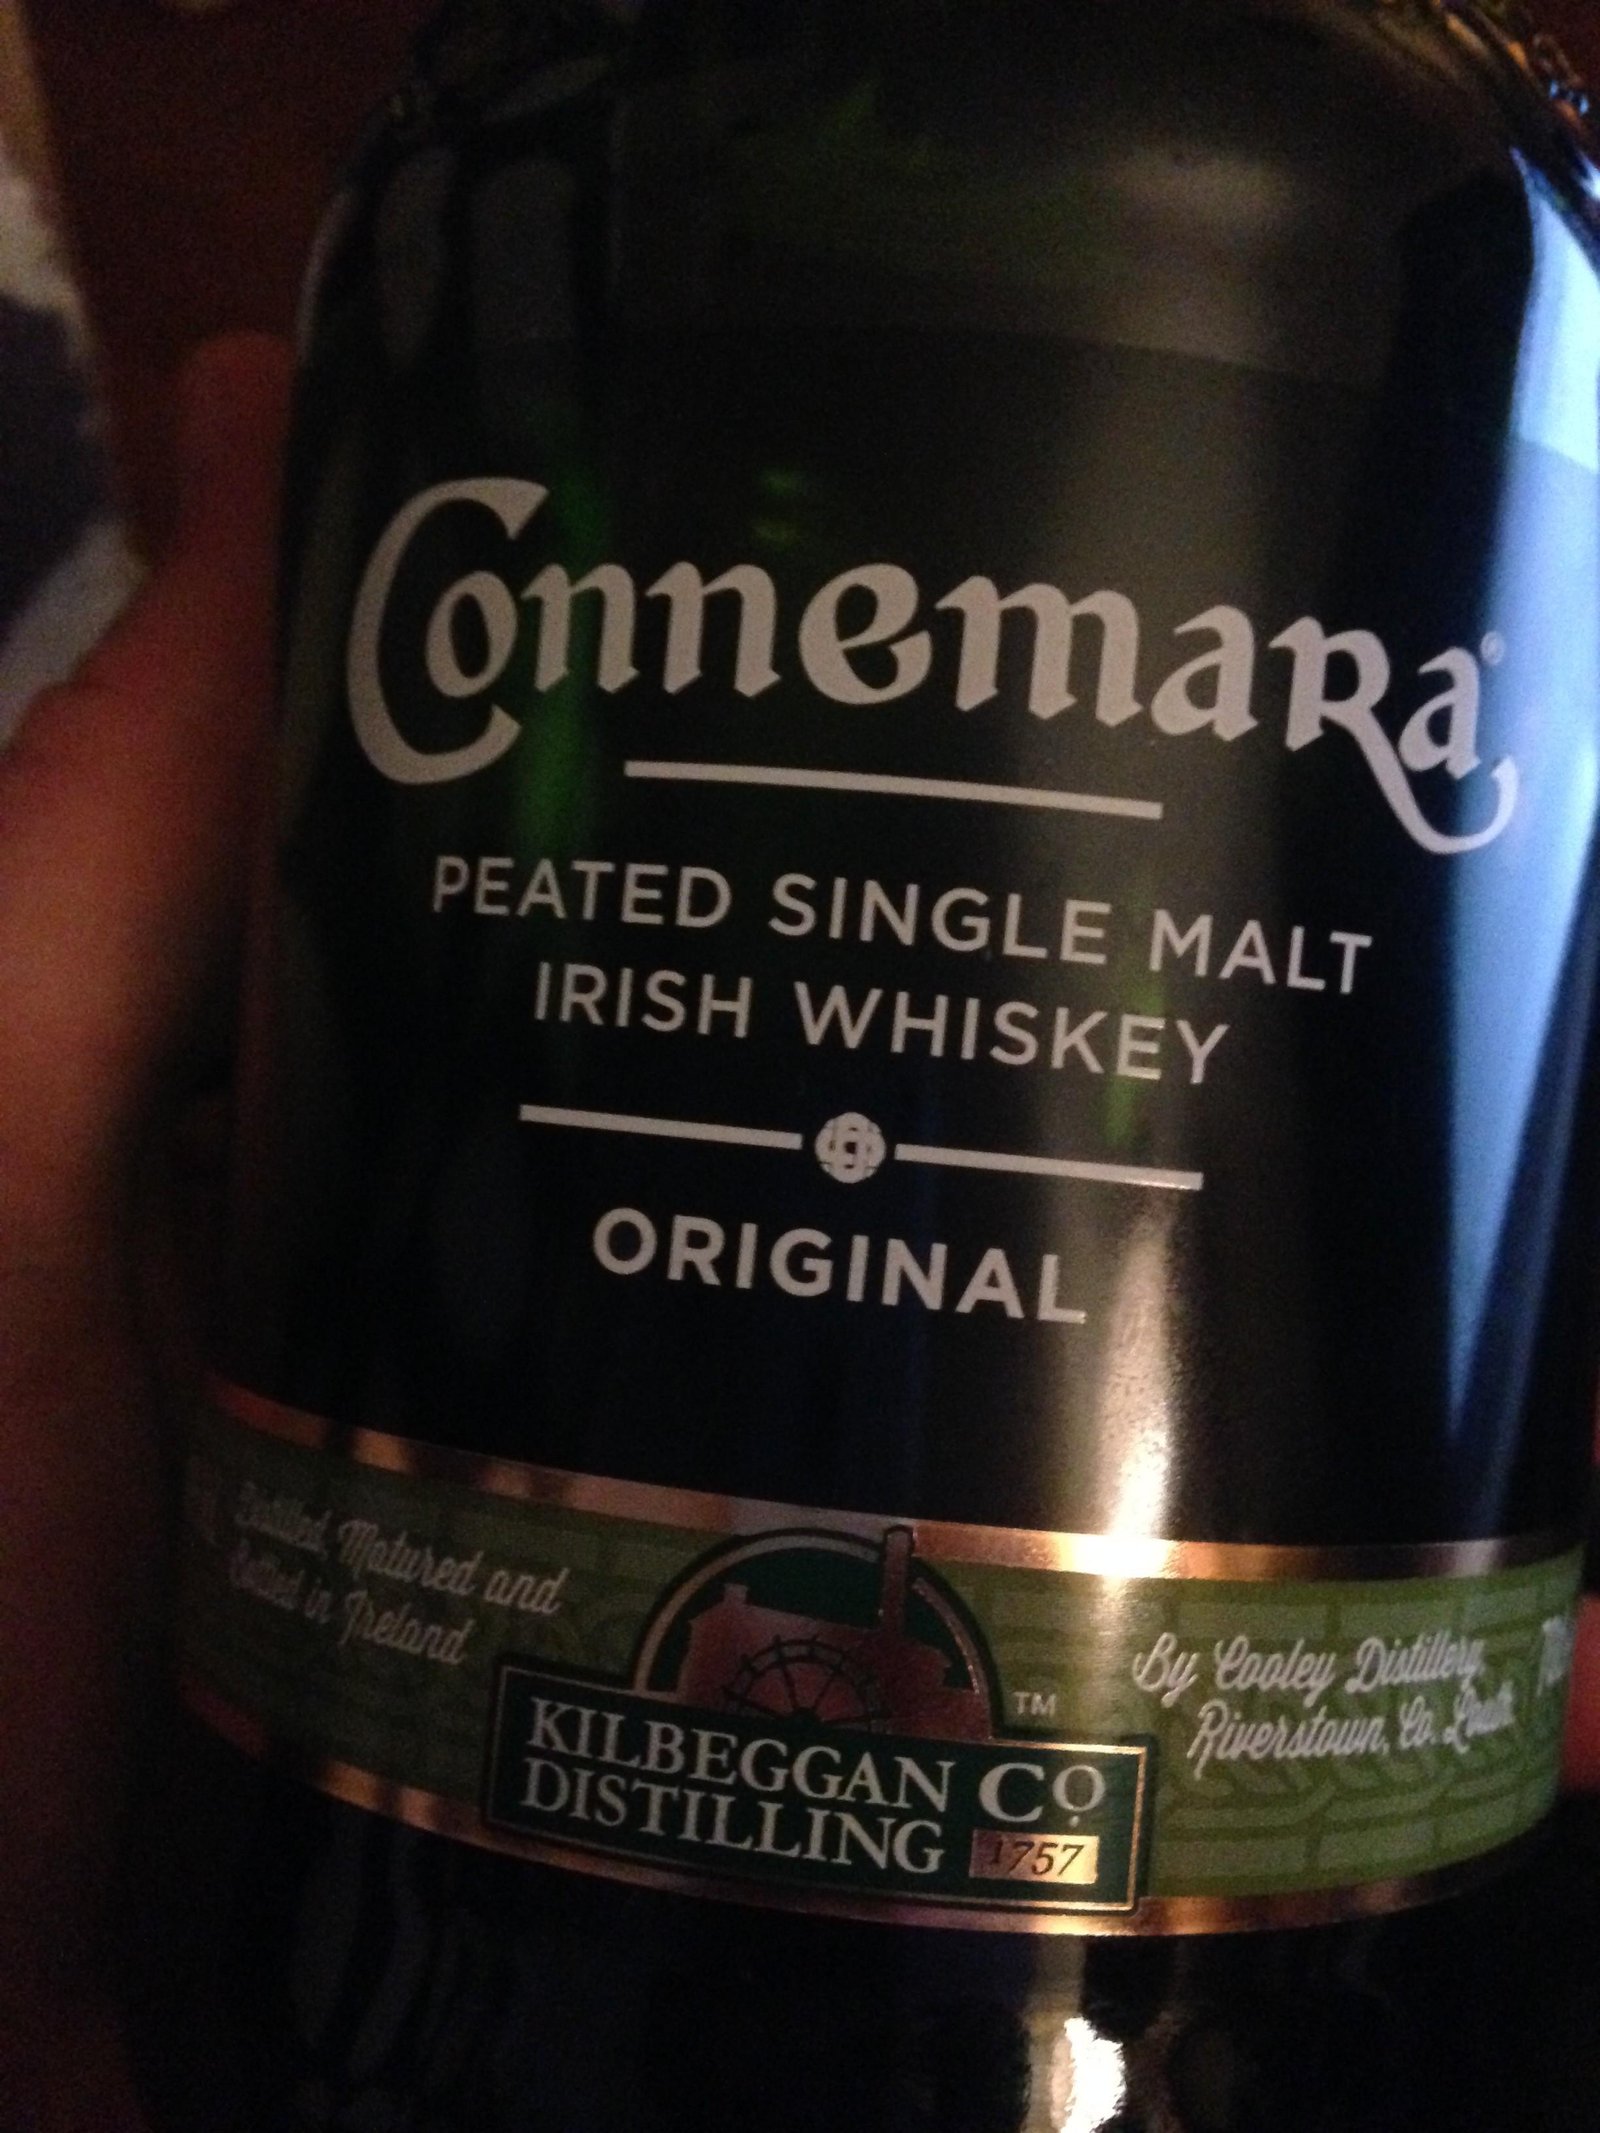 Connemara®
PEATED SINGLE MALT
IRISH WHISKEY
ORIGINAL
Distilled, Matured and
Bottled in Ireland
KILBEGGAN
DISTILLING
Co
1757
TM
By Cooley Distillery,
Riverstown, Co. Louth.